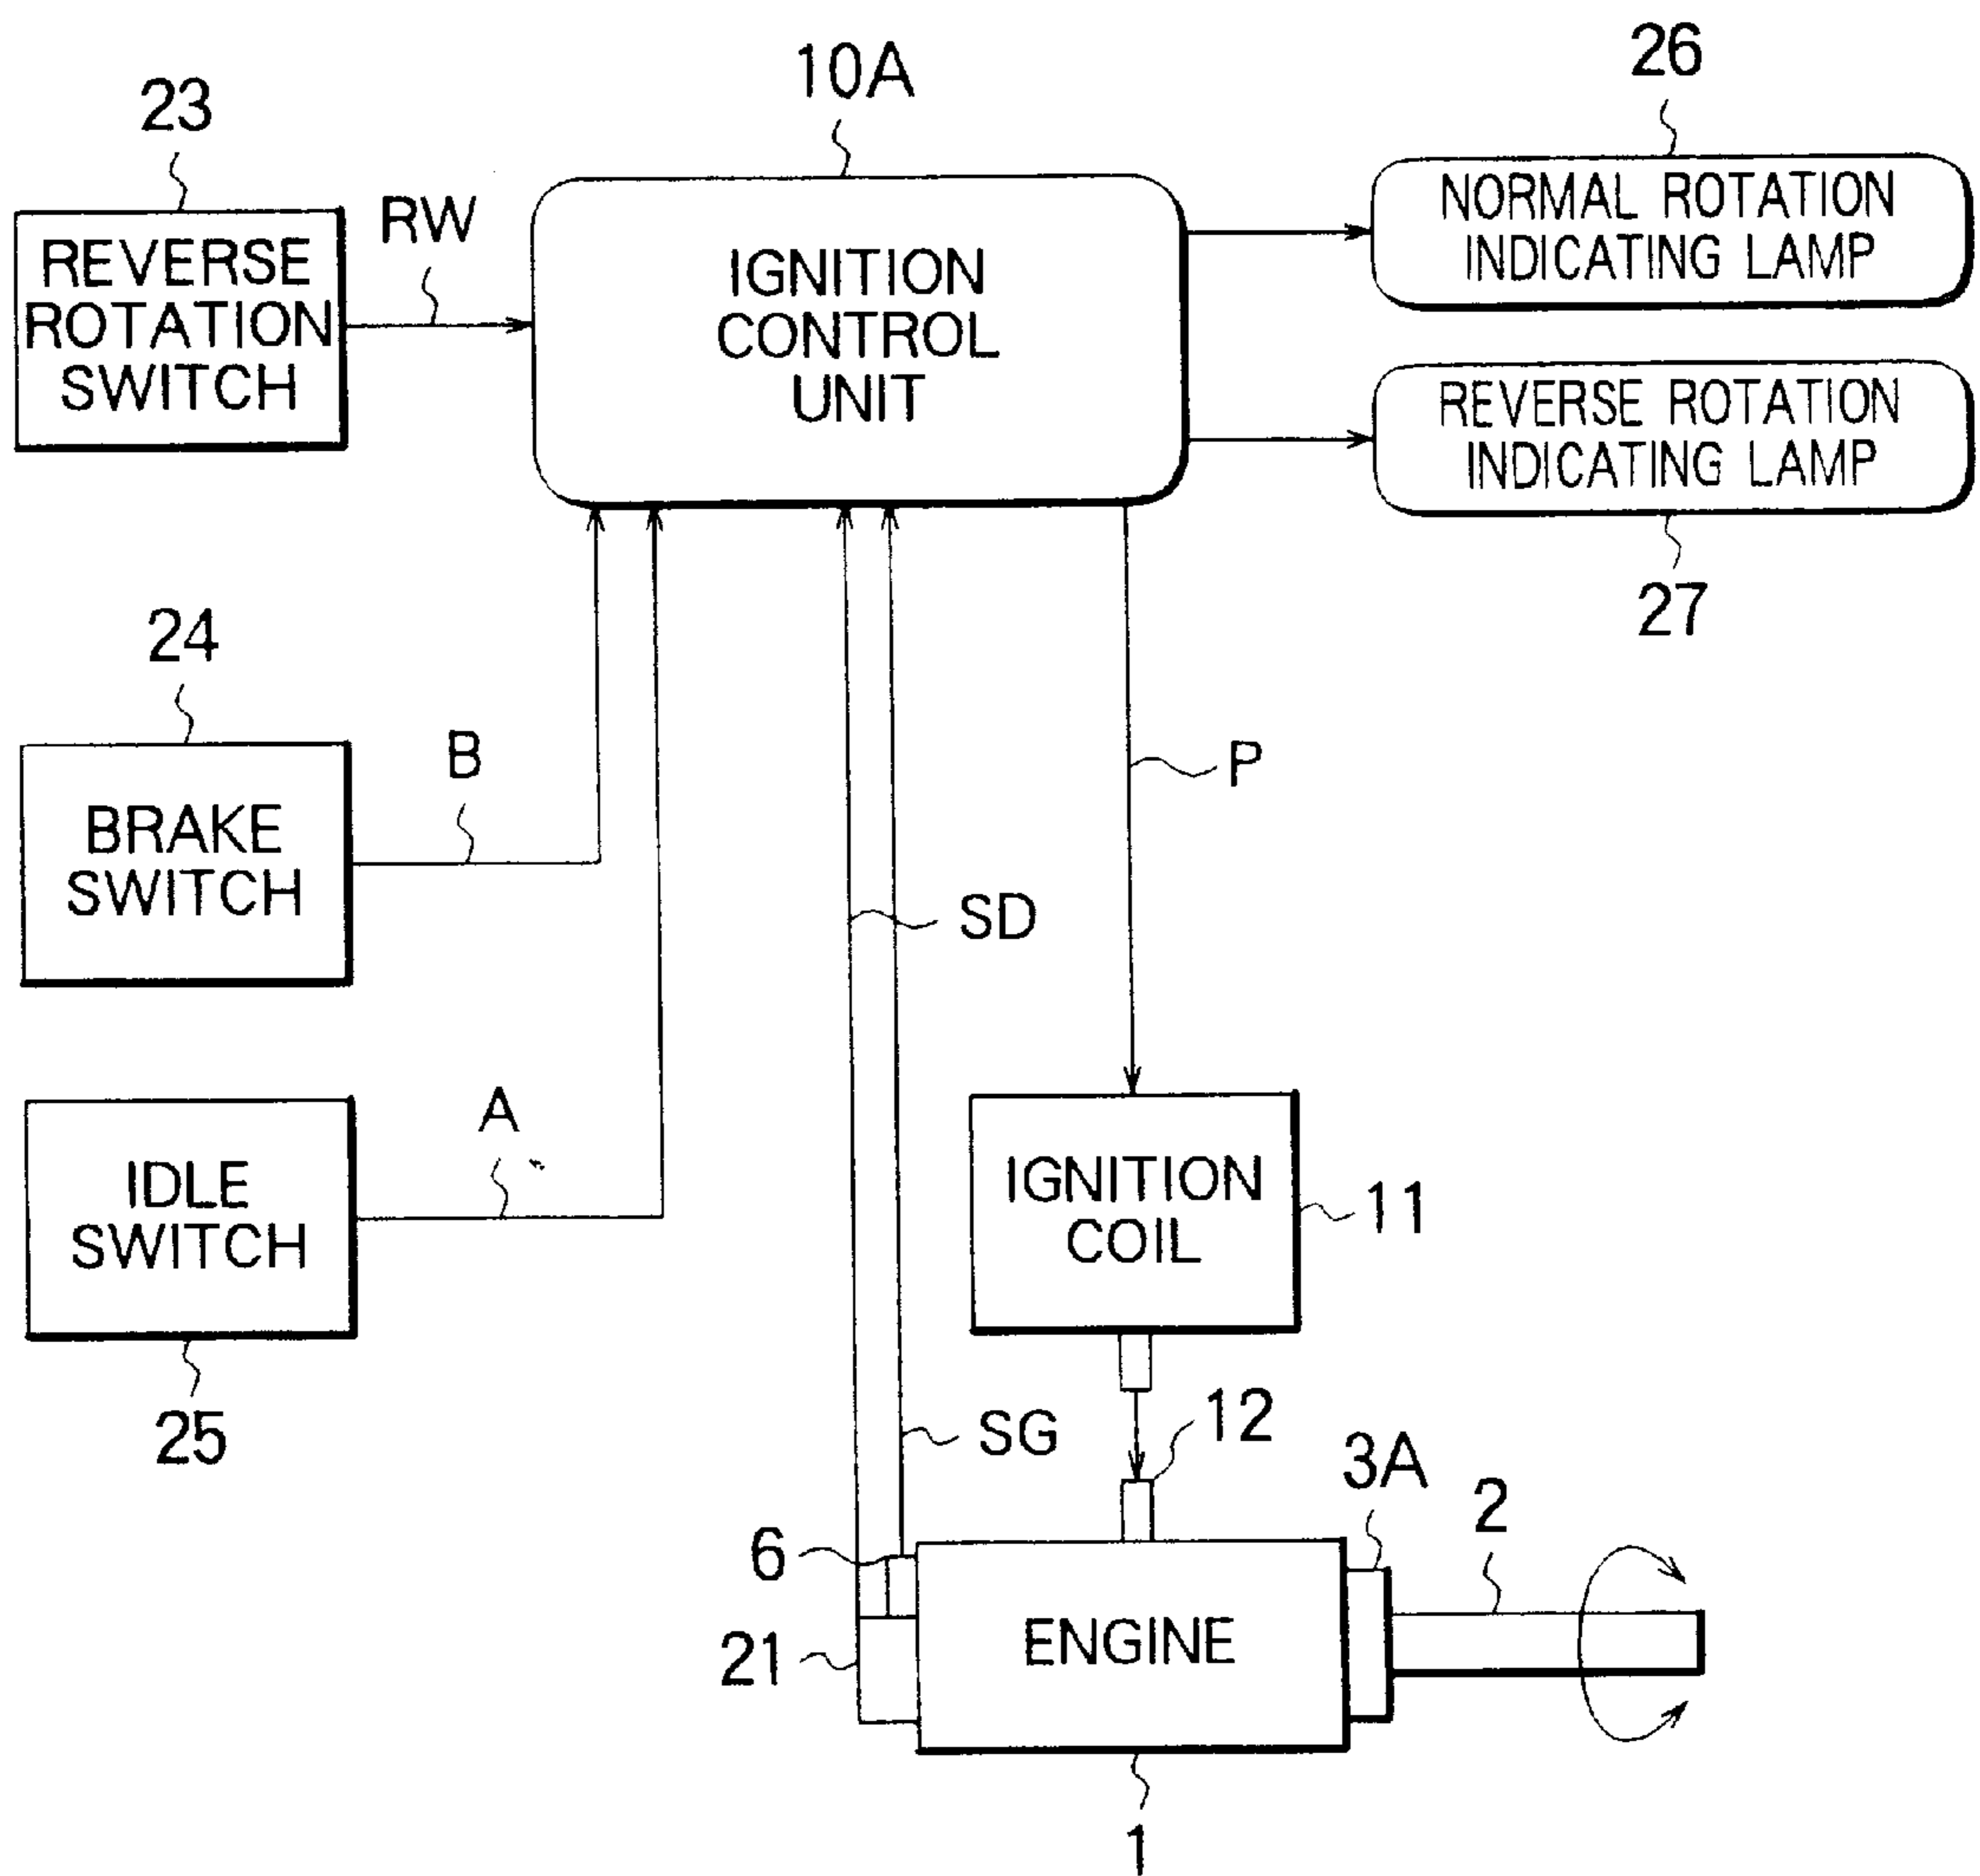 10A
26
23
NORMAL ROTATION
INDICATING LAMP
RW
REVERSE
ROTATION
SWITCH
IGNITION
CONTROL
UNIT
REVERSE ROTATION
INDICATING LAMP
27
24
B
P
BRAKE
SWITCH
SD
A
IDLE
SWITCH
IGNITION
COIL
11
25
SG
12
3A
2
6
21
ENGINE
1